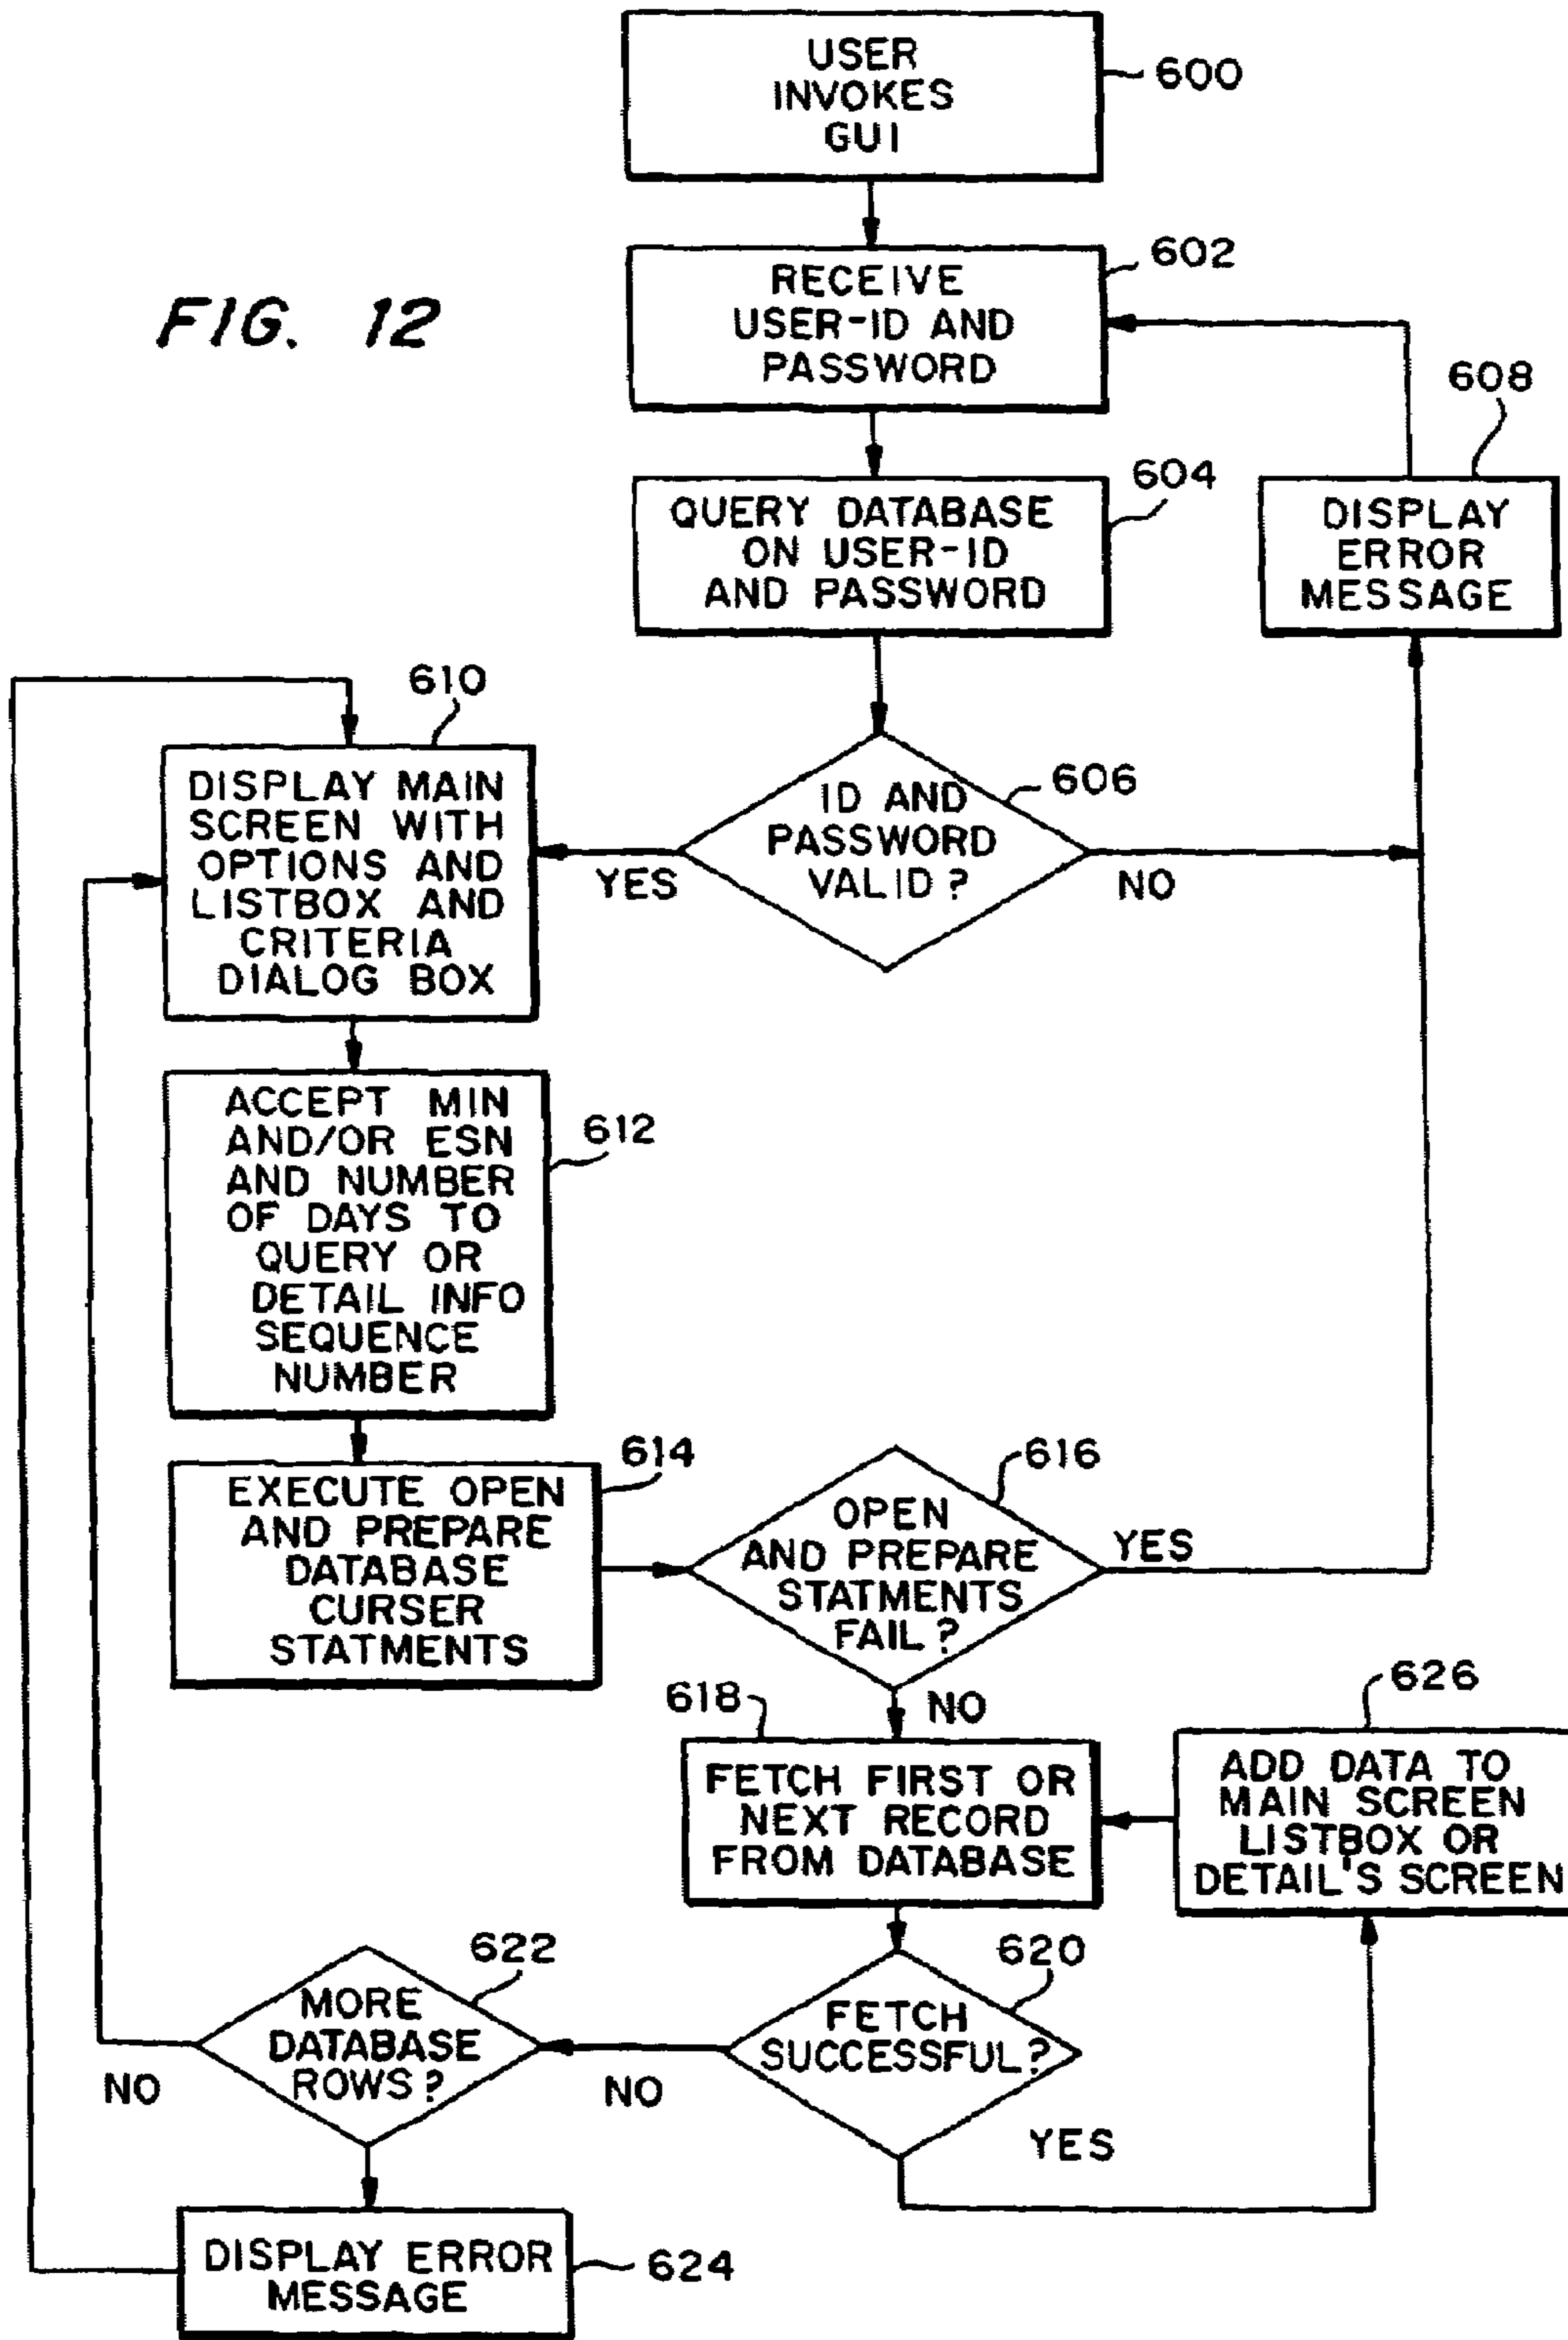 USER
INVOKES
GUI
600
FIG. 12
RECEIVE
USER-ID AND
PASSWORD
602
608
QUERY DATABASE
ON USER-ID
AND PASSWORD
604
DISPLAY
ERROR
MESSAGE
610
DISPLAY MAIN
SCREEN WITH
OPTIONS AND
LISTBOX AND
CRITERIA
DIALOG BOX
ID AND
PASSWORD
VALID?
606
YES
NO
ACCEPT MIN
AND/OR ESN
AND NUMBER
OF DAYS TO
QUERY OR
DETAIL INFO
SEQUENCE
NUMBER
612
EXECUTE OPEN
AND PREPARE
DATABASE
CURSER
STATMENTS
614
OPEN
AND PREPARE
STATMENTS
FAIL?
616
YES
NO
618
FETCH FIRST OR
NEXT RECORD
FROM DATABASE
626
ADD DATA TO
MAIN SCREEN
LISTBOX OR
DETAIL'S SCREEN
MORE
DATABASE
ROWS?
622
NO
FETCH
SUCCESSFUL?
620
NO
YES
DISPLAY ERROR
MESSAGE
624